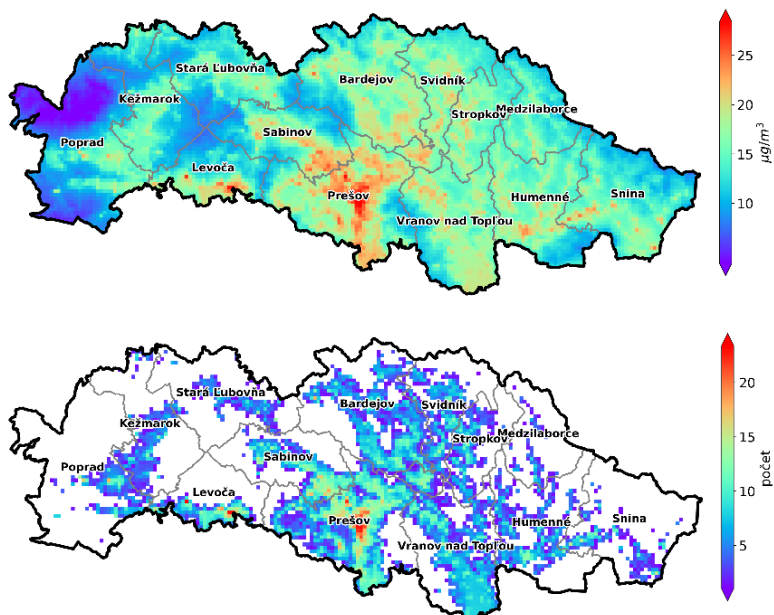 Stará Ľubovňa
Bardejov
Svidník
Kežmarok
Stropkov
Medzilaborce
Poprad
Sabinov
Levoča
Prešov
Humenné
Snina
Vranov nad Topľou
25
20
15
10
µg/m³
Stará Ľubovňa
Bardejov
Svidník
Kežmarok
Stropkov
Medzilaborce
Poprad
Sabinov
Levoča
Prešov
Humenné
Snina
Vranov nad Topľou
20
15
10
5
počet